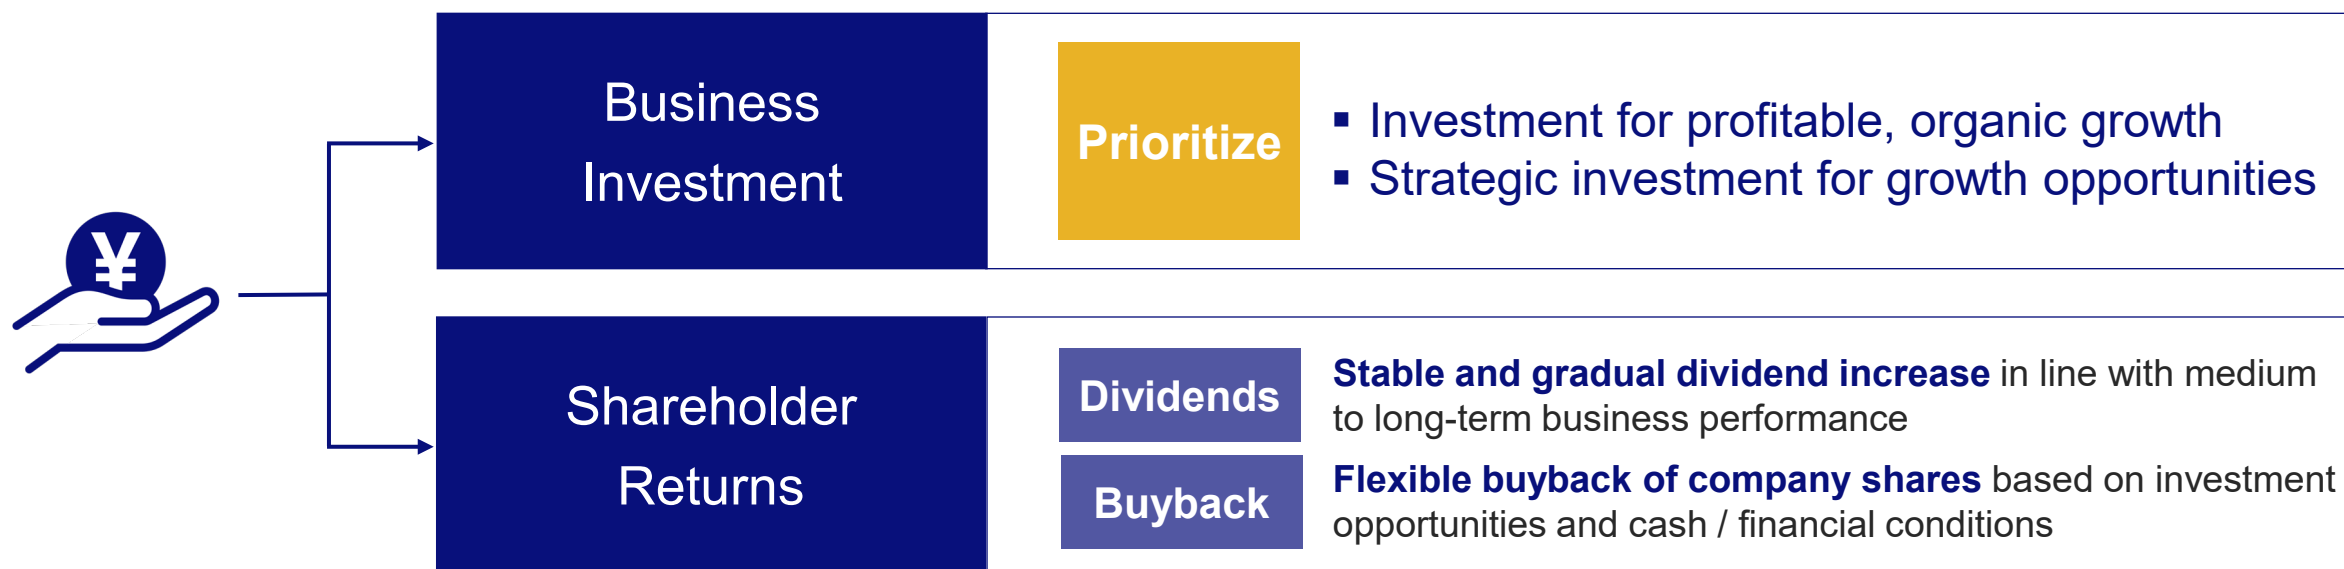 Business
Investment
Prioritize
▪ Investment for profitable, organic growth
▪ Strategic investment for growth opportunities
¥
Shareholder
Returns
Dividends
Stable and gradual dividend increase in line with medium
to long-term business performance
Buyback
Flexible buyback of company shares based on investment
opportunities and cash / financial conditions